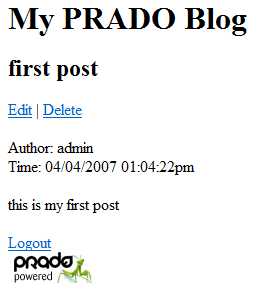 My PRADO Blog
first post
Edit | Delete
Author: admin
Time: 04/04/2007 01:04:22pm
this is my first post
Logout
prado
powered